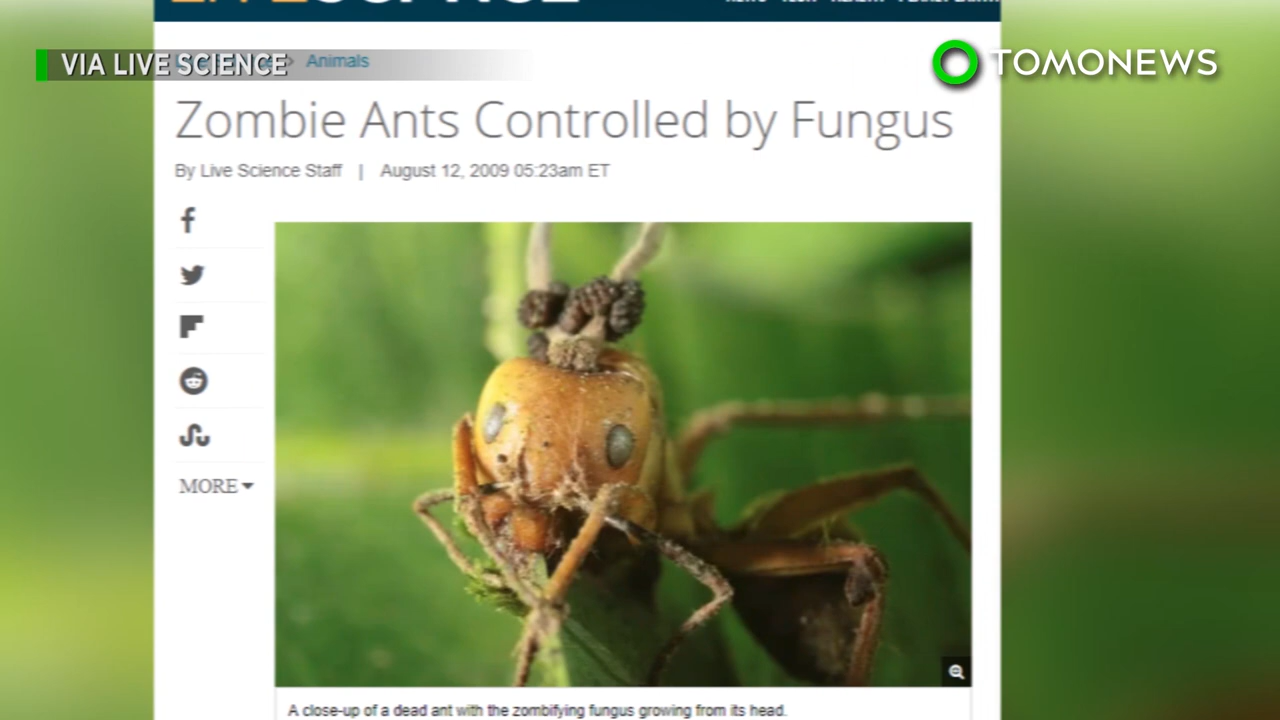 VIA LIVE SCIENCE
Animals
TOMONEWS
Zombie Ants Controlled by Fungus
By Live Science Staff | August 12, 2009 05:23am ET
MORE
A close-up of a dead ant with the zombifying fungus growing from its head.